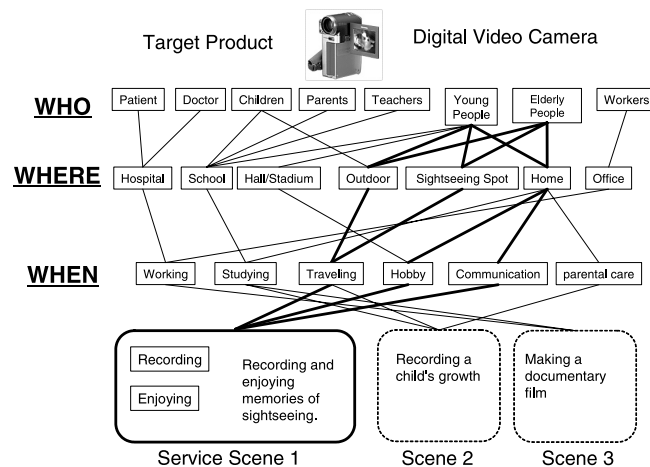 Target Product
Digital Video Camera
WHO
Patient
Doctor
Children
Parents
Teachers
Young
People
Elderly
People
Workers
WHERE
Hospital
School
Hall/Stadium
Outdoor
Sightseeing Spot
Home
Office
WHEN
Working
Studying
Traveling
Hobby
Communication
parental care
Recording
Enjoying
Recording and
enjoying
memories of
sightseeing.
Recording a
child's growth
Making a
documentary
film
Service Scene 1
Scene 2
Scene 3